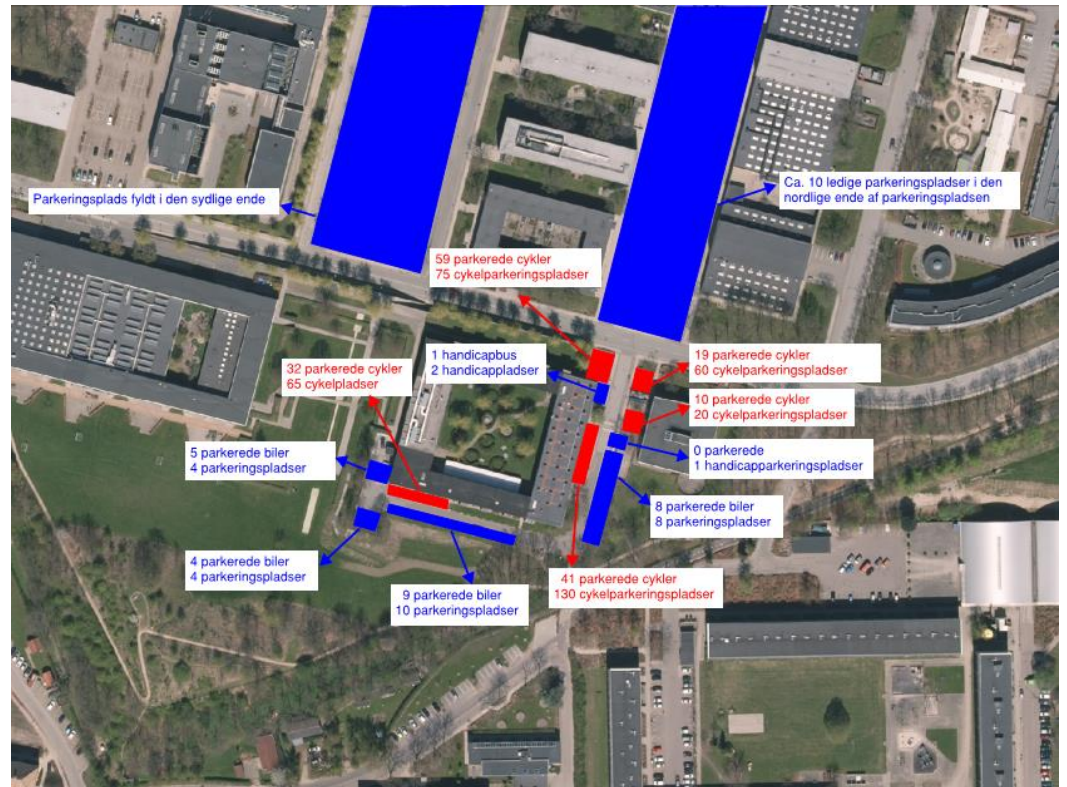 Parkeringsplads fyldt i den sydlige ende
Ca. 10 ledige parkeringspladser i den
nordlige ende af parkeringspladsen
59 parkerede cykler
75 cykelparkeringspladser
1 handicapbus
2 handicappladser
19 parkerede cykler
60 cykelparkeringspladser
32 parkerede cykler
65 cykelpladser
10 parkerede cykler
20 cykelparkeringspladser
5 parkerede biler
4 parkeringspladser
0 parkerede
1 handicapparkeringspladser
8 parkerede biler
8 parkeringspladser
4 parkerede biler
4 parkeringspladser
9 parkerede biler
10 parkeringspladser
41 parkerede cykler
130 cykelparkeringspladser